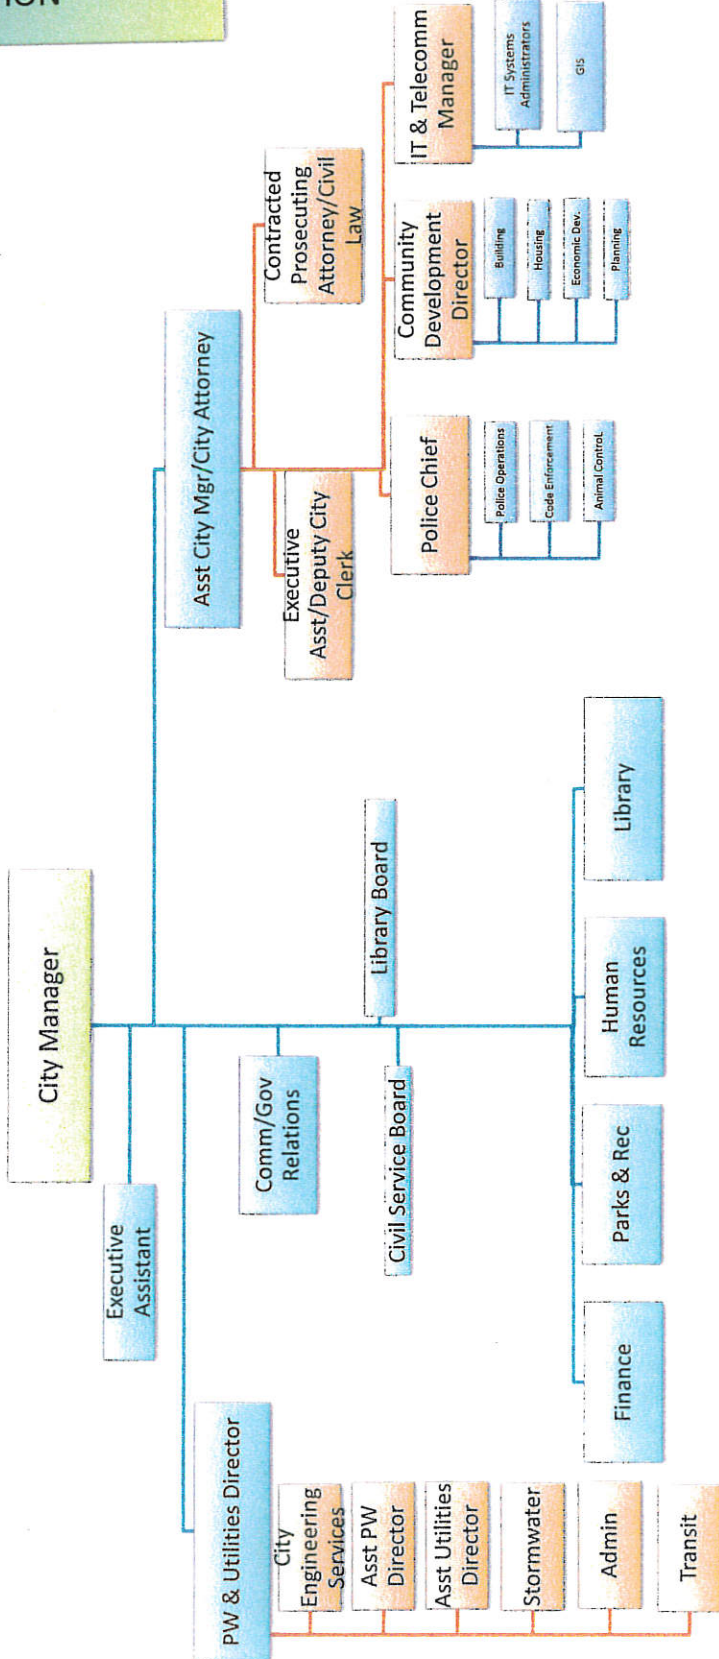 ION
City Manager
Executive
Assistant
PW & Utilities Director
City
Engineering
Services
Asst PW
Director
Asst Utilities
Director
Stormwater
Admin
Transit
Comm/Gov
Relations
Library Board
Civil Service Board
Finance
Parks & Rec
Human
Resources
Library
Asst City Mgr/City Attorney
Contracted
Prosecuting
Attorney/Civil
Law
Executive
Asst/Deputy City
Clerk
Police Chief
Police Operations
Code Enforcement
Animal Control
Community
Development
Director
Building
Housing
Economic Dev.
Planning
IT & Telecomm
Manager
IT Systems
Administrators
GIS